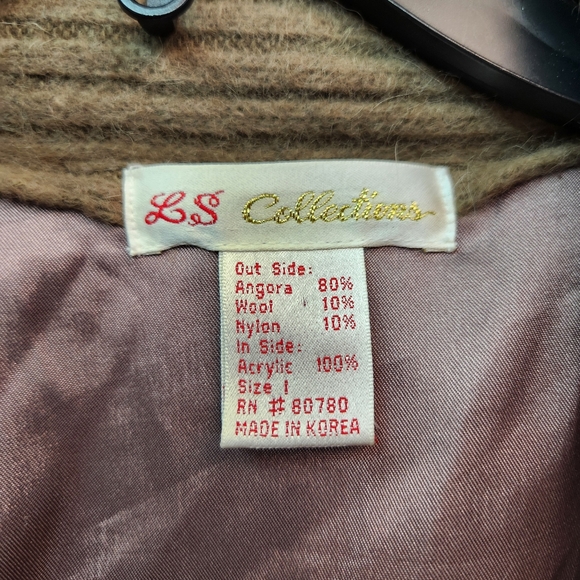 LS Collections
Out Side:
Angora 80%
Wool 10%
Nylon 10%
In Side:
Acrylic 100%
Size 1
RN # 80780
MADE IN KOREA